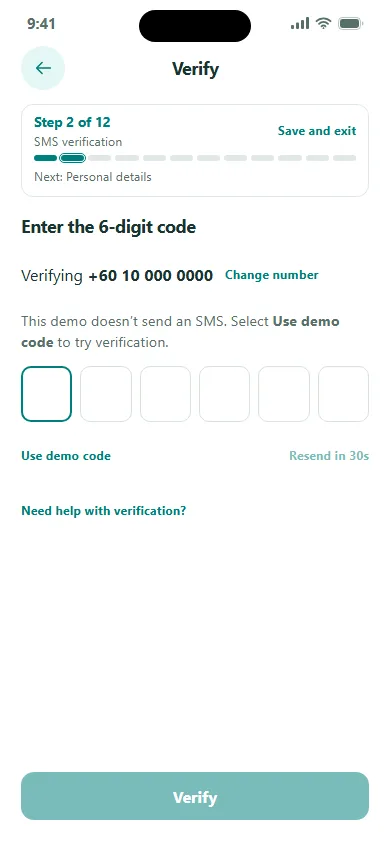 9:41
Verify
Step 2 of 12
Save and exit
SMS verification
Next: Personal details
Enter the 6-digit code
Verifying +60 10 000 0000 Change number
This demo doesn't send an SMS. Select Use demo
code to try verification.
Use demo code
Resend in 30s
Need help with verification?
Verify